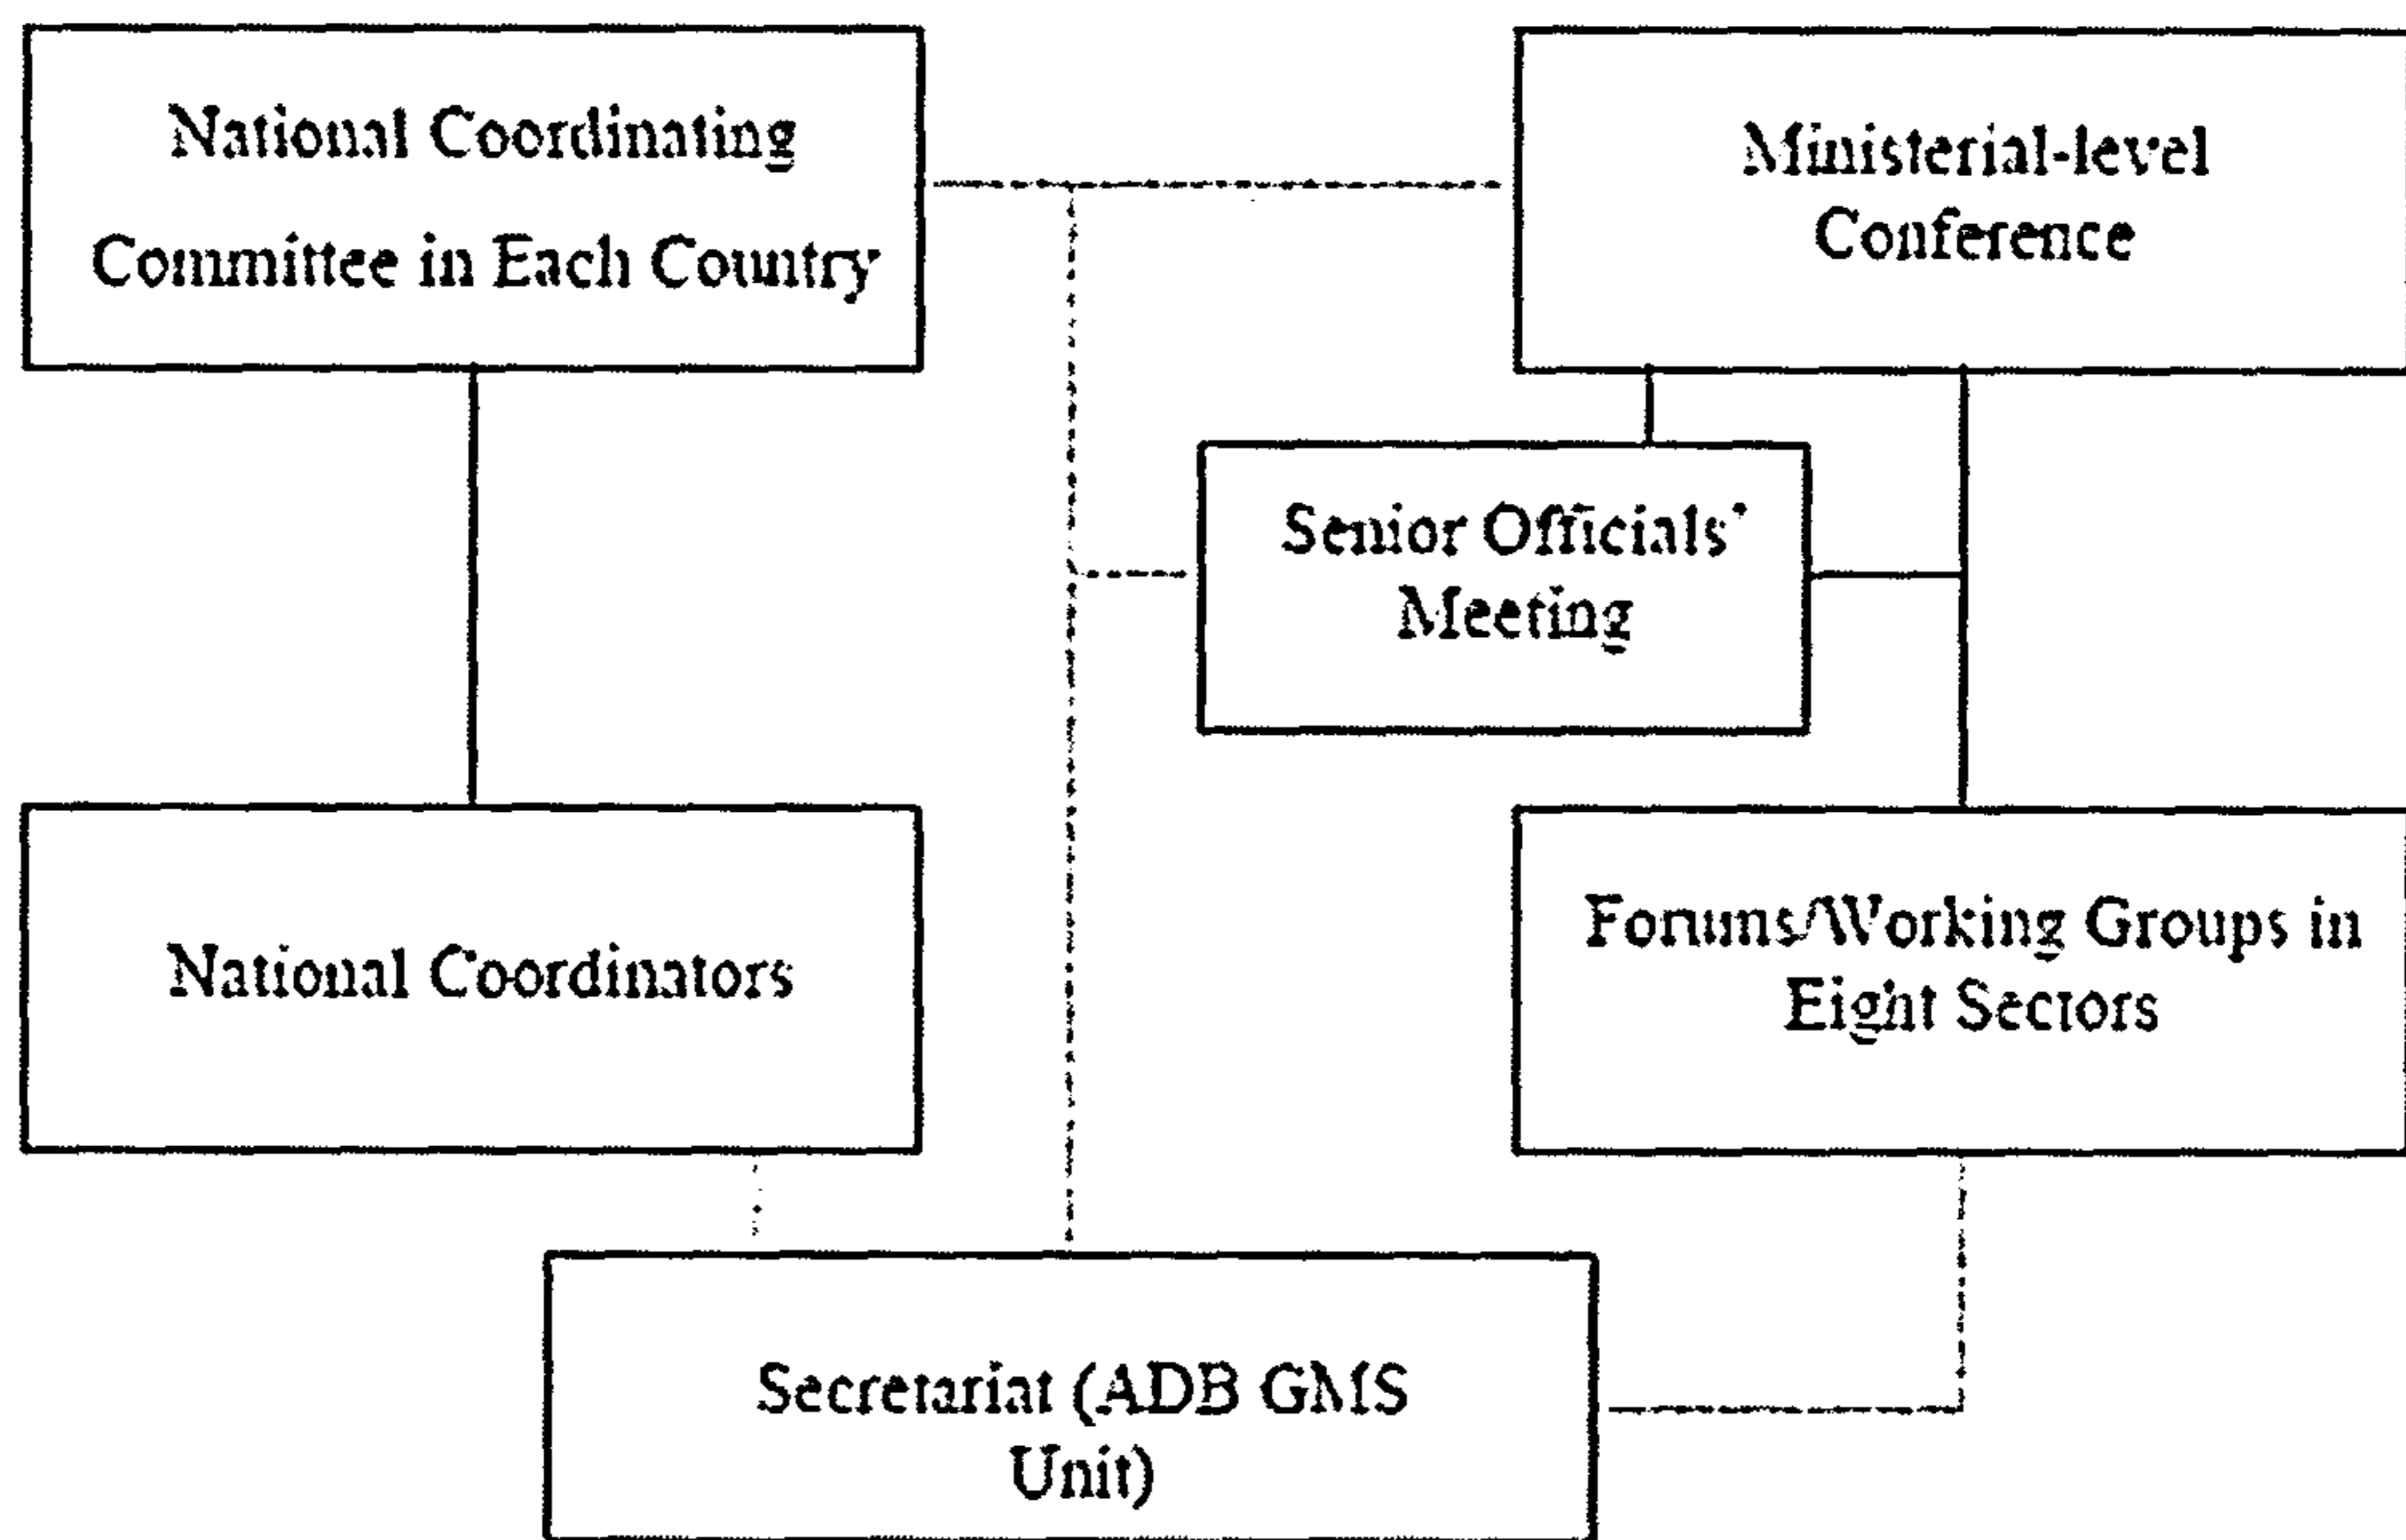 National Coordinating
Committee in Each Country
Ministerial-level
Conference
Senior Officials'
Meeting
National Coordinators
Forums/Working Groups in
Eight Sectors
Secretariat (ADB GMS
Unit)